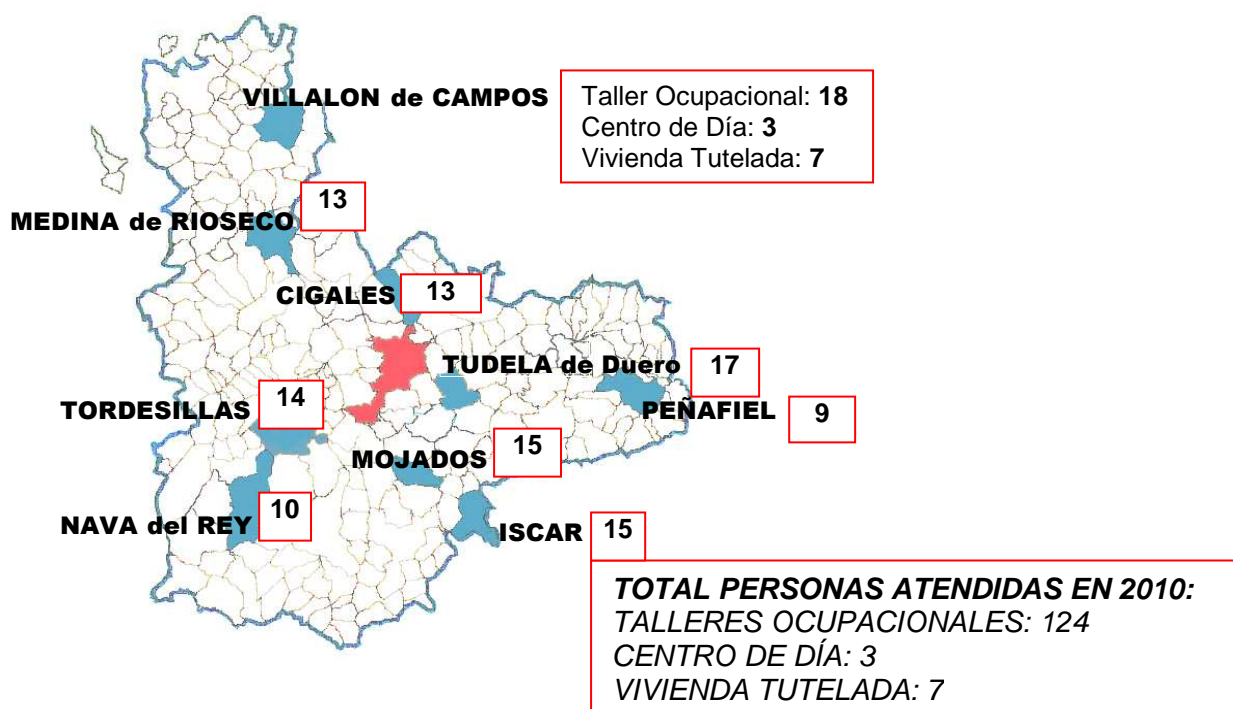 VILLALON de CAMPOS
Taller Ocupacional: 18
Centro de Día: 3
Vivienda Tutelada: 7
MEDINA de RIOSECO
13
CIGALES
13
TUDELA de Duero
17
TORDESILLAS
14
PEÑAFIEL
9
MOJADOS
15
NAVA del REY
10
ISCAR
15
TOTAL PERSONAS ATENDIDAS EN 2010:
TALLERES OCUPACIONALES: 124
CENTRO DE DÍA: 3
VIVIENDA TUTELADA: 7